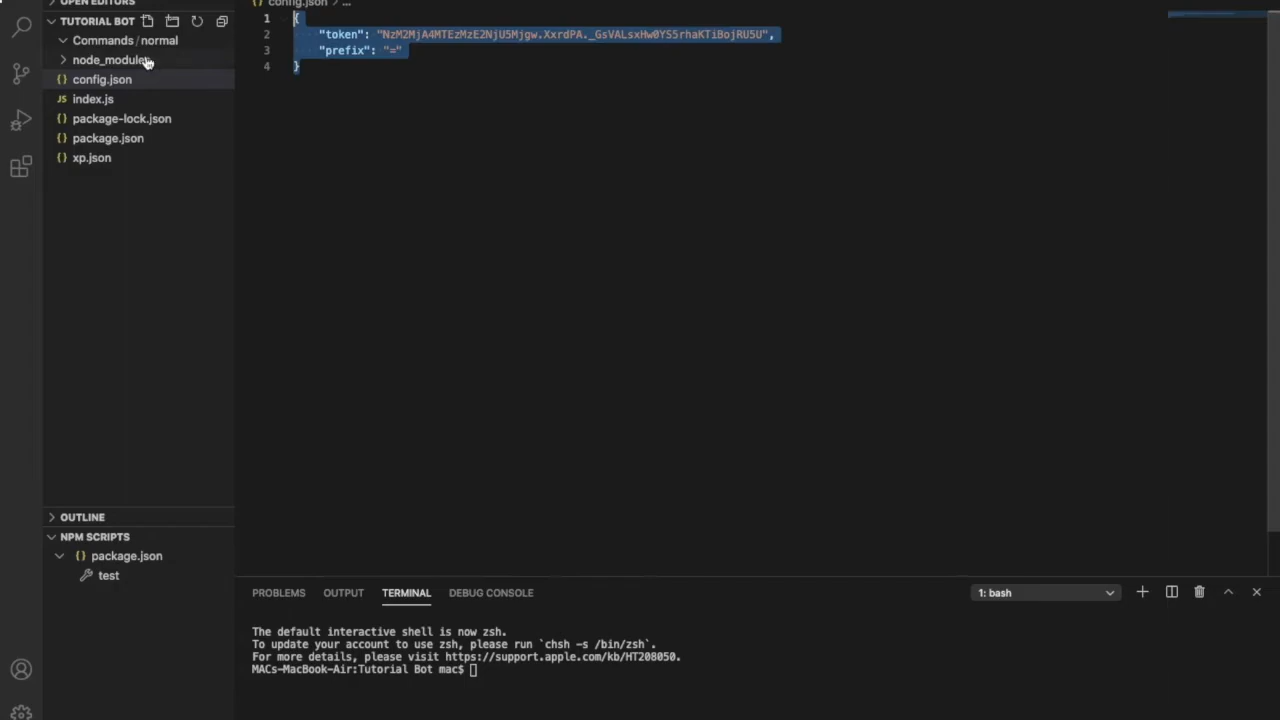 OPEN EDITORS
TUTORIAL BOT
Commands / normal
node_modules
config.json
index.js
package-lock.json
package.json
xp.json
OUTLINE
NPM SCRIPTS
package.json
test
config.json > ...
1 {
2 "token": "NzM2MjA4MTEzMzE2NjU5Mjgw.XxrdPA._GsVALsxHw0YS5rhaKTiBojRU5U",
3 "prefix": "="
4 }
PROBLEMS OUTPUT TERMINAL DEBUG CONSOLE 1: bash
The default interactive shell is now zsh.
To update your account to use zsh, please run `chsh -s /bin/zsh`.
For more details, please visit https://support.apple.com/kb/HT208050.
MACs-MacBook-Air:Tutorial Bot mac$